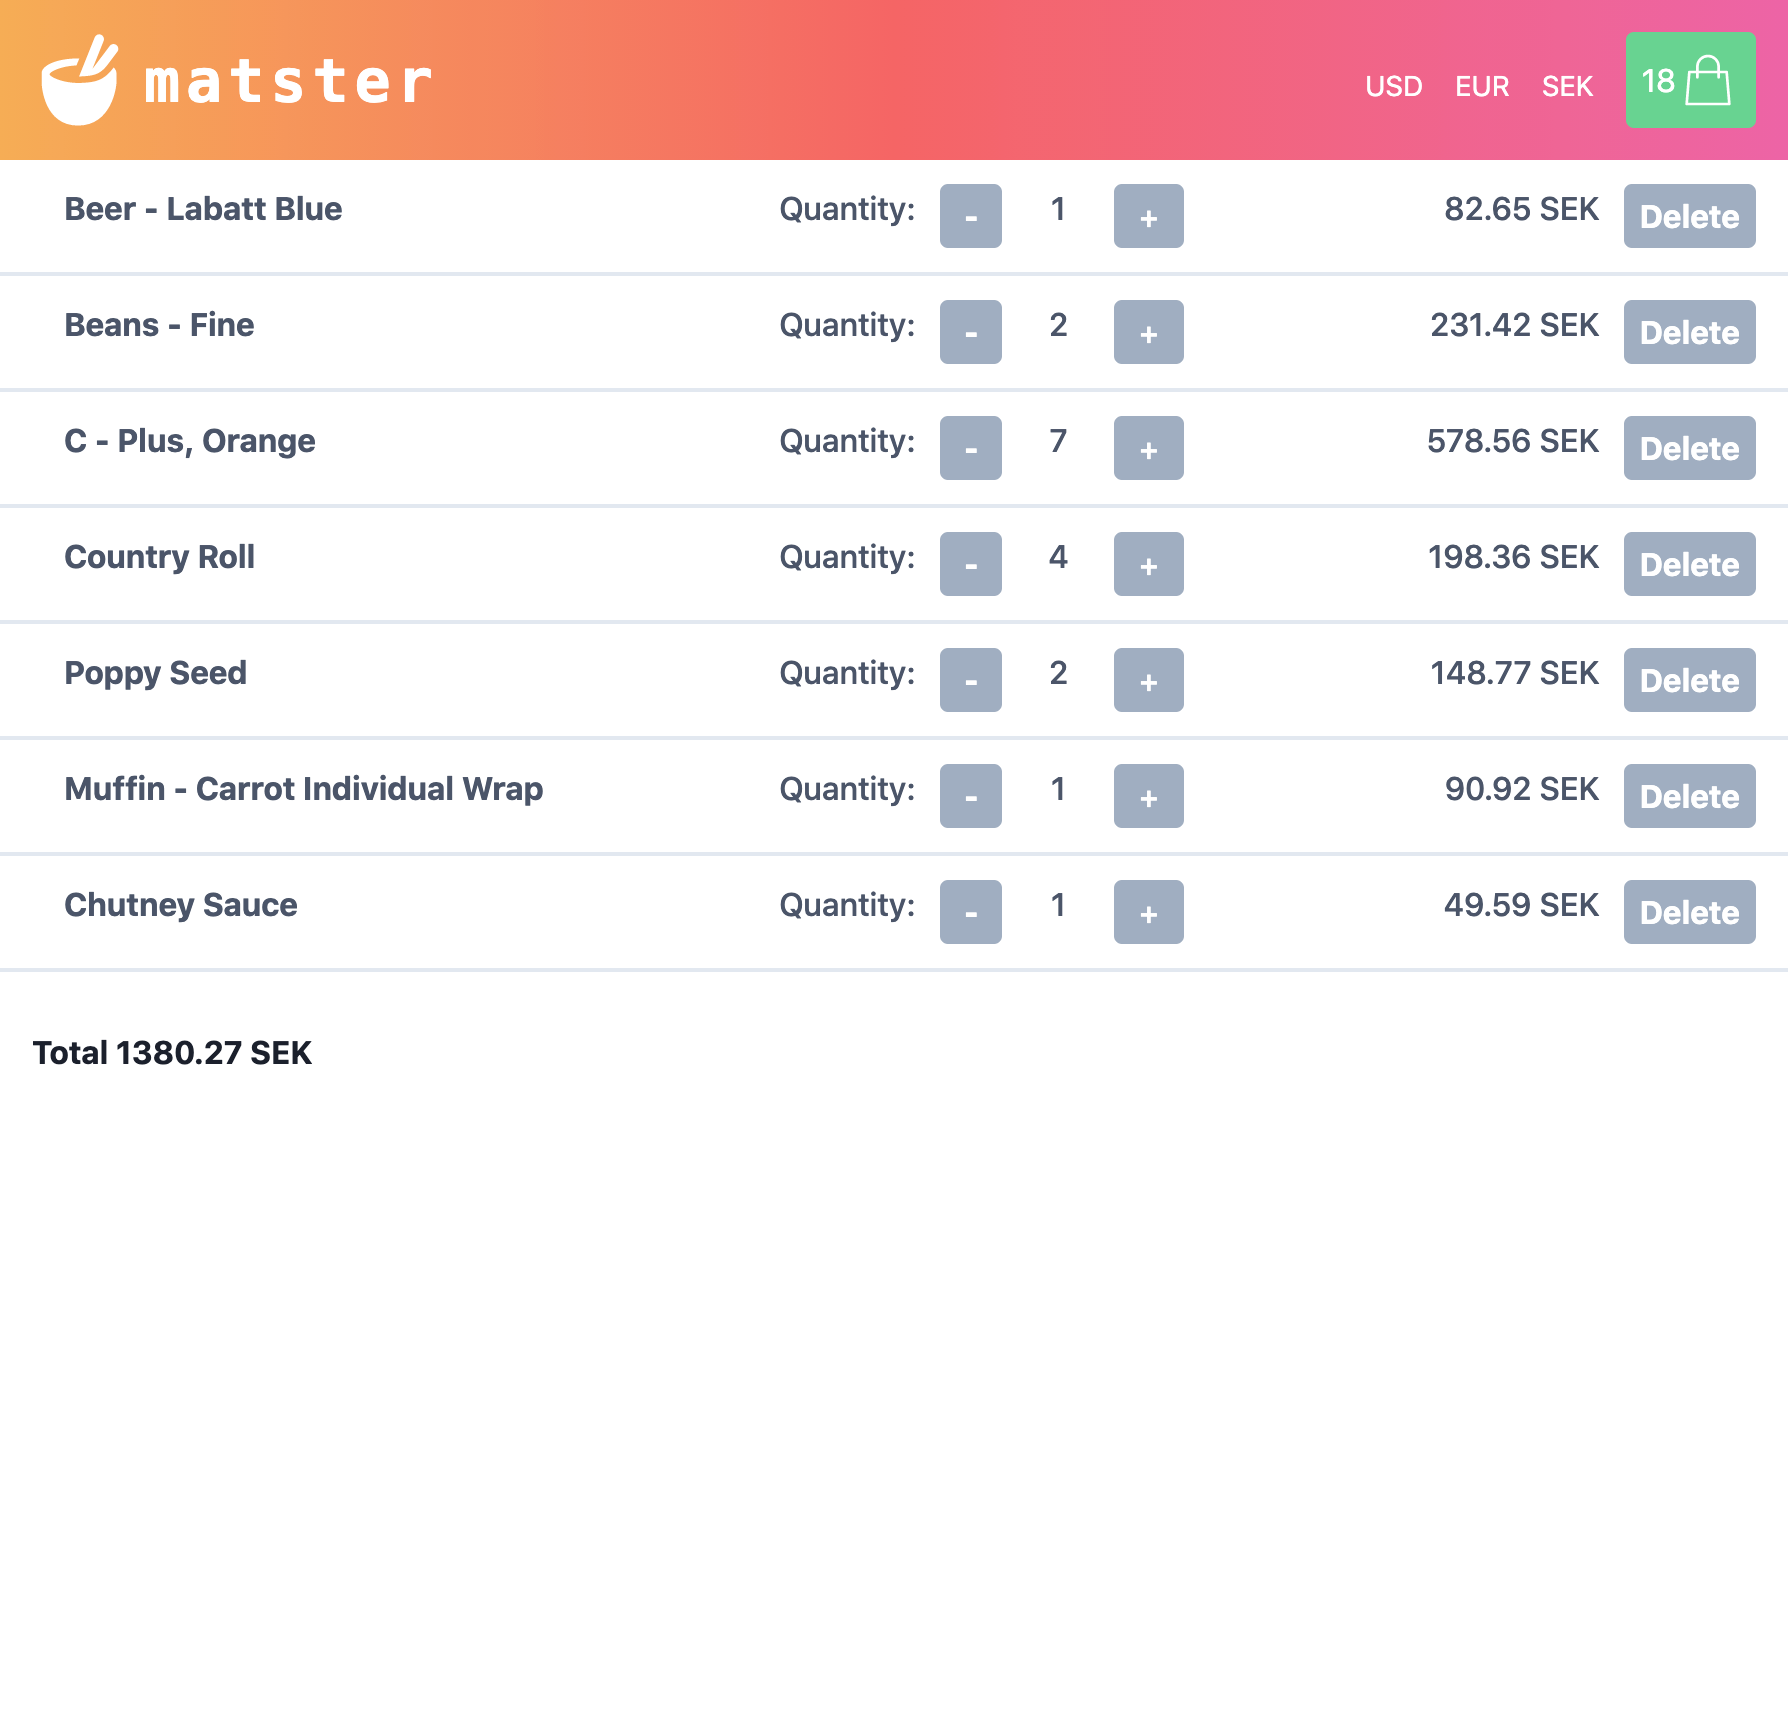 matster USD EUR SEK 18
Beer - Labatt Blue Quantity: - 1 + 82.65 SEK Delete
Beans - Fine Quantity: - 2 + 231.42 SEK Delete
C - Plus, Orange Quantity: - 7 + 578.56 SEK Delete
Country Roll Quantity: - 4 + 198.36 SEK Delete
Poppy Seed Quantity: - 2 + 148.77 SEK Delete
Muffin - Carrot Individual Wrap Quantity: - 1 + 90.92 SEK Delete
Chutney Sauce Quantity: - 1 + 49.59 SEK Delete
Total 1380.27 SEK